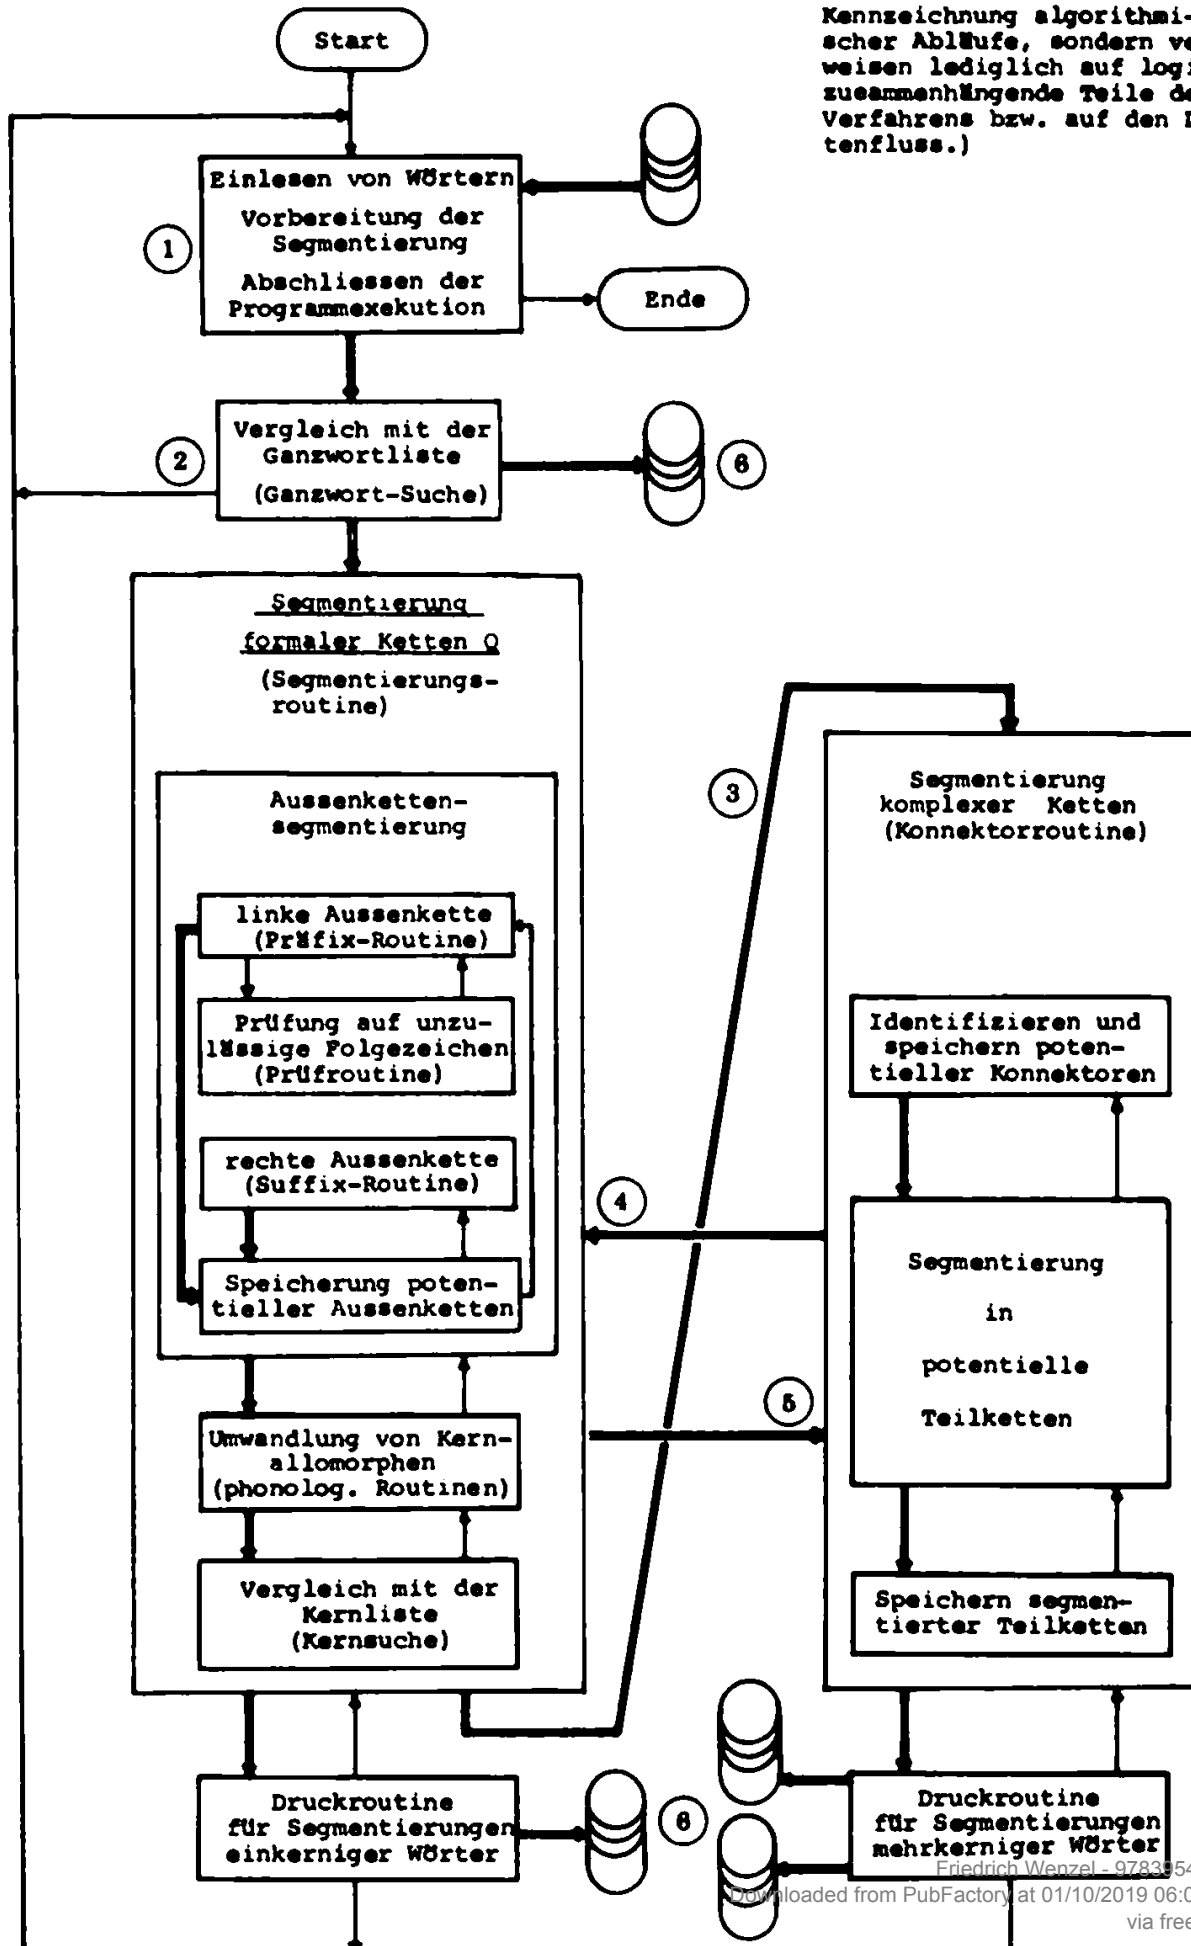 Kennzeichnung algorithmi-
scher Abläufe, sondern ve
weisen lediglich auf logi
zusammenhängende Teile de
Verfahrens bzw. auf den D
tenfluss.)
Start
Einlesen von Wörtern
Vorbereitung der
Segmentierung
Abschliessen der
Programmexekution
1
Ende
Vergleich mit der
Ganzwortliste
(Ganzwort-Suche)
2
6
Segmentierung
formaler Ketten Q
(Segmentierungs-
routine)
Aussenketten-
segmentierung
linke Aussenkette
(Präfix-Routine)
Prüfung auf unzu-
lässige Folgezeichen
(Prüfroutine)
rechte Aussenkette
(Suffix-Routine)
Speicherung poten-
tieller Aussenketten
Umwandlung von Kern-
allomorphen
(phonolog. Routinen)
Vergleich mit der
Kernliste
(Kernsuche)
3
4
5
Segmentierung
komplexer Ketten
(Konnektorroutine)
Identifizieren und
speichern poten-
tieller Konnektoren
Segmentierung
in
potentielle
Teilketten
Speichern segmen-
tierter Teilketten
Druckroutine
für Segmentierungen
einkerniger Wörter
6
Druckroutine
für Segmentierungen
mehrkerniger Wörter
Friedrich Wenzel - 9783954
Downloaded from PubFactory at 01/10/2019 06:0
via free